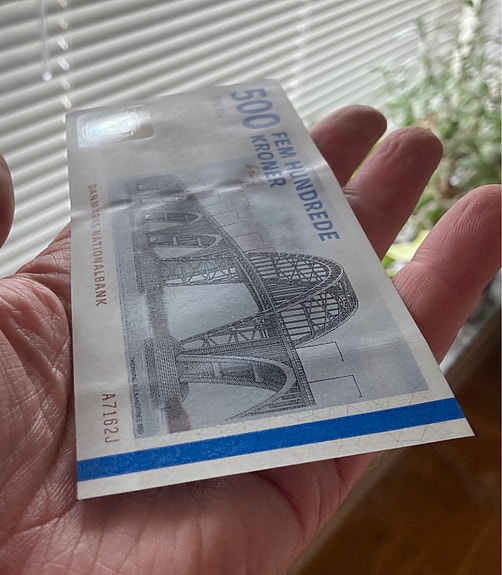 500
FEM HUNDREDE
KRONER
DANMARKS NATIONALBANK
A7162J